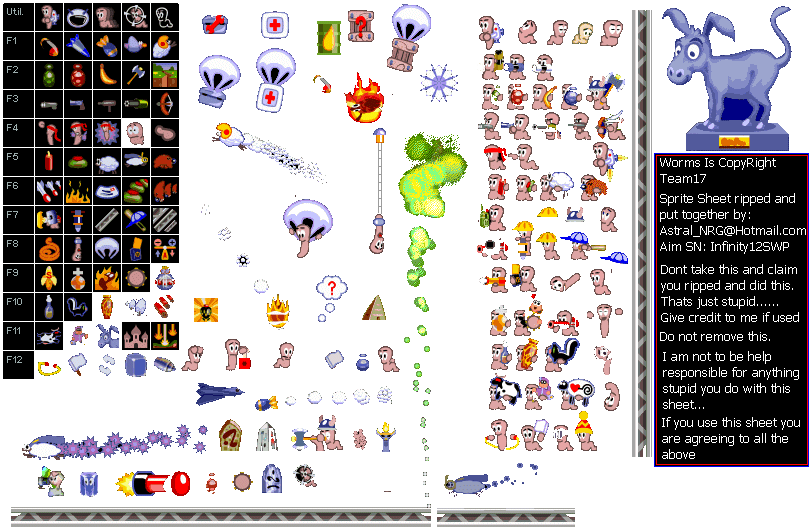 Util.
F1
F2
F3
F4
F5
F6
F7
F8
F9
F10
F11
F12
Worms Is CopyRight
Team17
Sprite Sheet ripped and
put together by:
Astral_NRG@Hotmail.com
Aim SN: Infinity12SWP
Dont take this and claim
you ripped and did this.
Thats just stupid......
Give credit to me if used
Do not remove this.
I am not to be help
responsible for anything
stupid you do with this
sheet...
If you use this sheet you
are agreeing to all the
above